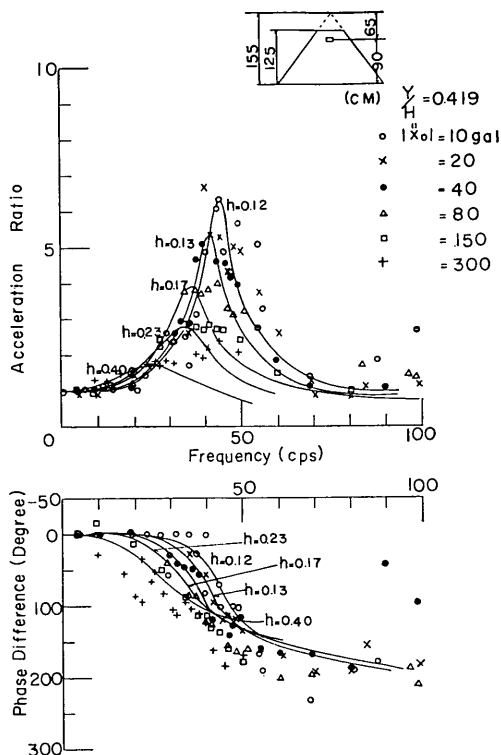 155
125
65
90
(CM)
Y/H=0.419
|ẍ₀|=10 gal
=20
=40
=80
=150
=300
10
5
0
50
100
Acceleration Ratio
Frequency (cps)
h=0.12
h=0.13
h=0.17
h=0.23
h=0.40
-50
0
100
200
300
50
100
Phase Difference (Degree)
h=0.23
h=0.12
h=0.17
h=0.13
h=0.40